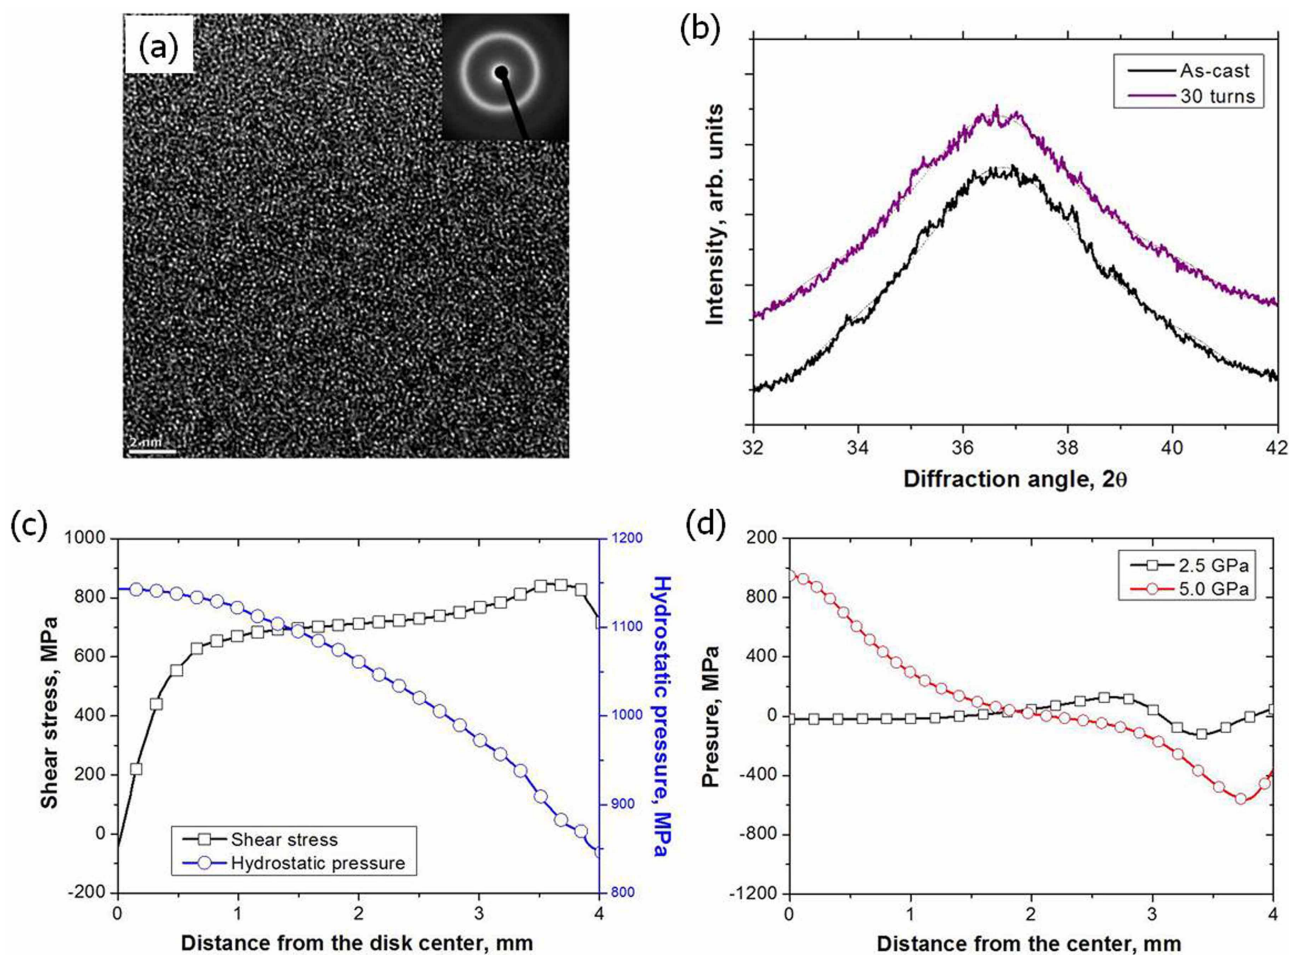 (a)
2 nm
(b)
As-cast
30 turns
Intensity, arb. units
32 34 36 38 40 42
Diffraction angle, 2θ
(c)
1000
800
600
400
200
0
-200
Shear stress, MPa
1200
1100
1000
900
800
Hydrostatic pressure, MPa
Shear stress
Hydrostatic pressure
0 1 2 3 4
Distance from the disk center, mm
(d)
200
800
400
0
-400
-800
-1200
Presure, MPa
2.5 GPa
5.0 GPa
0 1 2 3 4
Distance from the center, mm